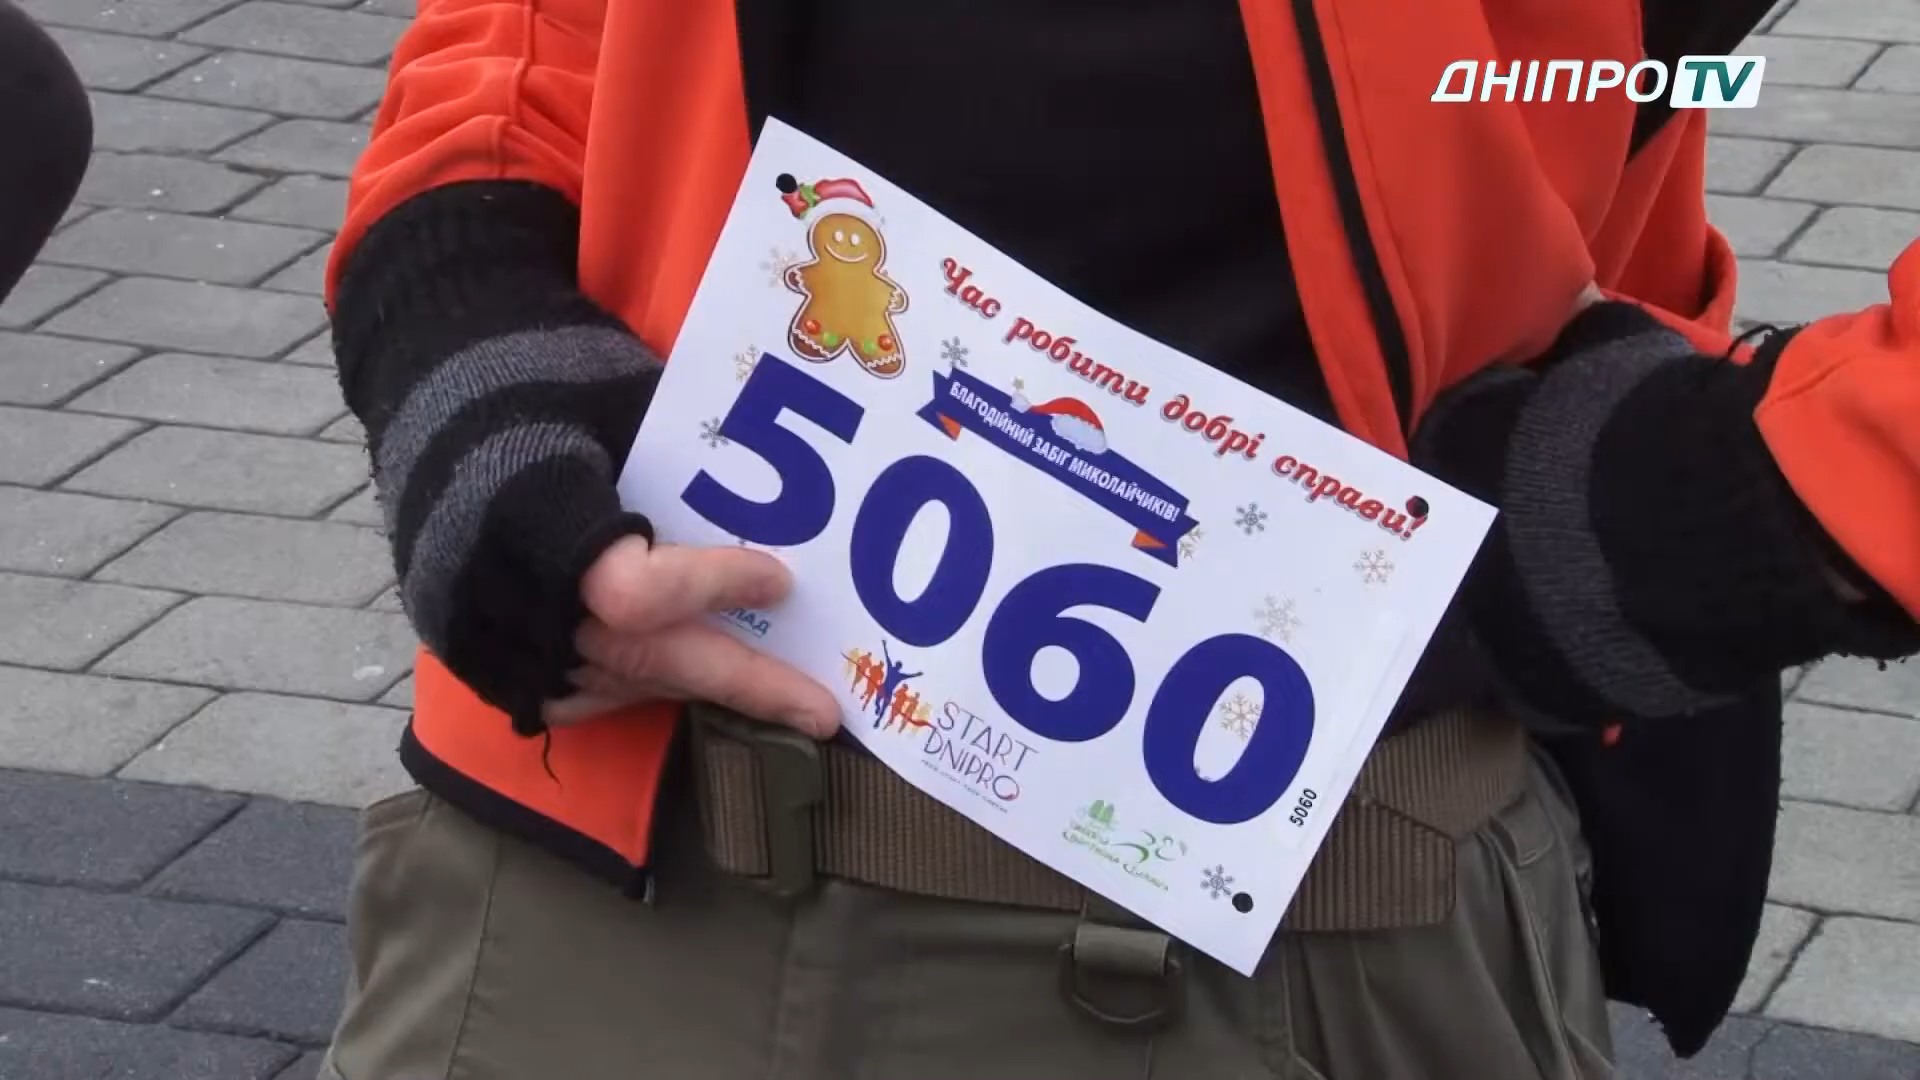 ДНІПРО TV
Час робити добрі справи!
БЛАГОДІЙНИЙ ЗАБІГ МИКОЛАЙЧИКІВ!
5060
START
DNIPRO
5060